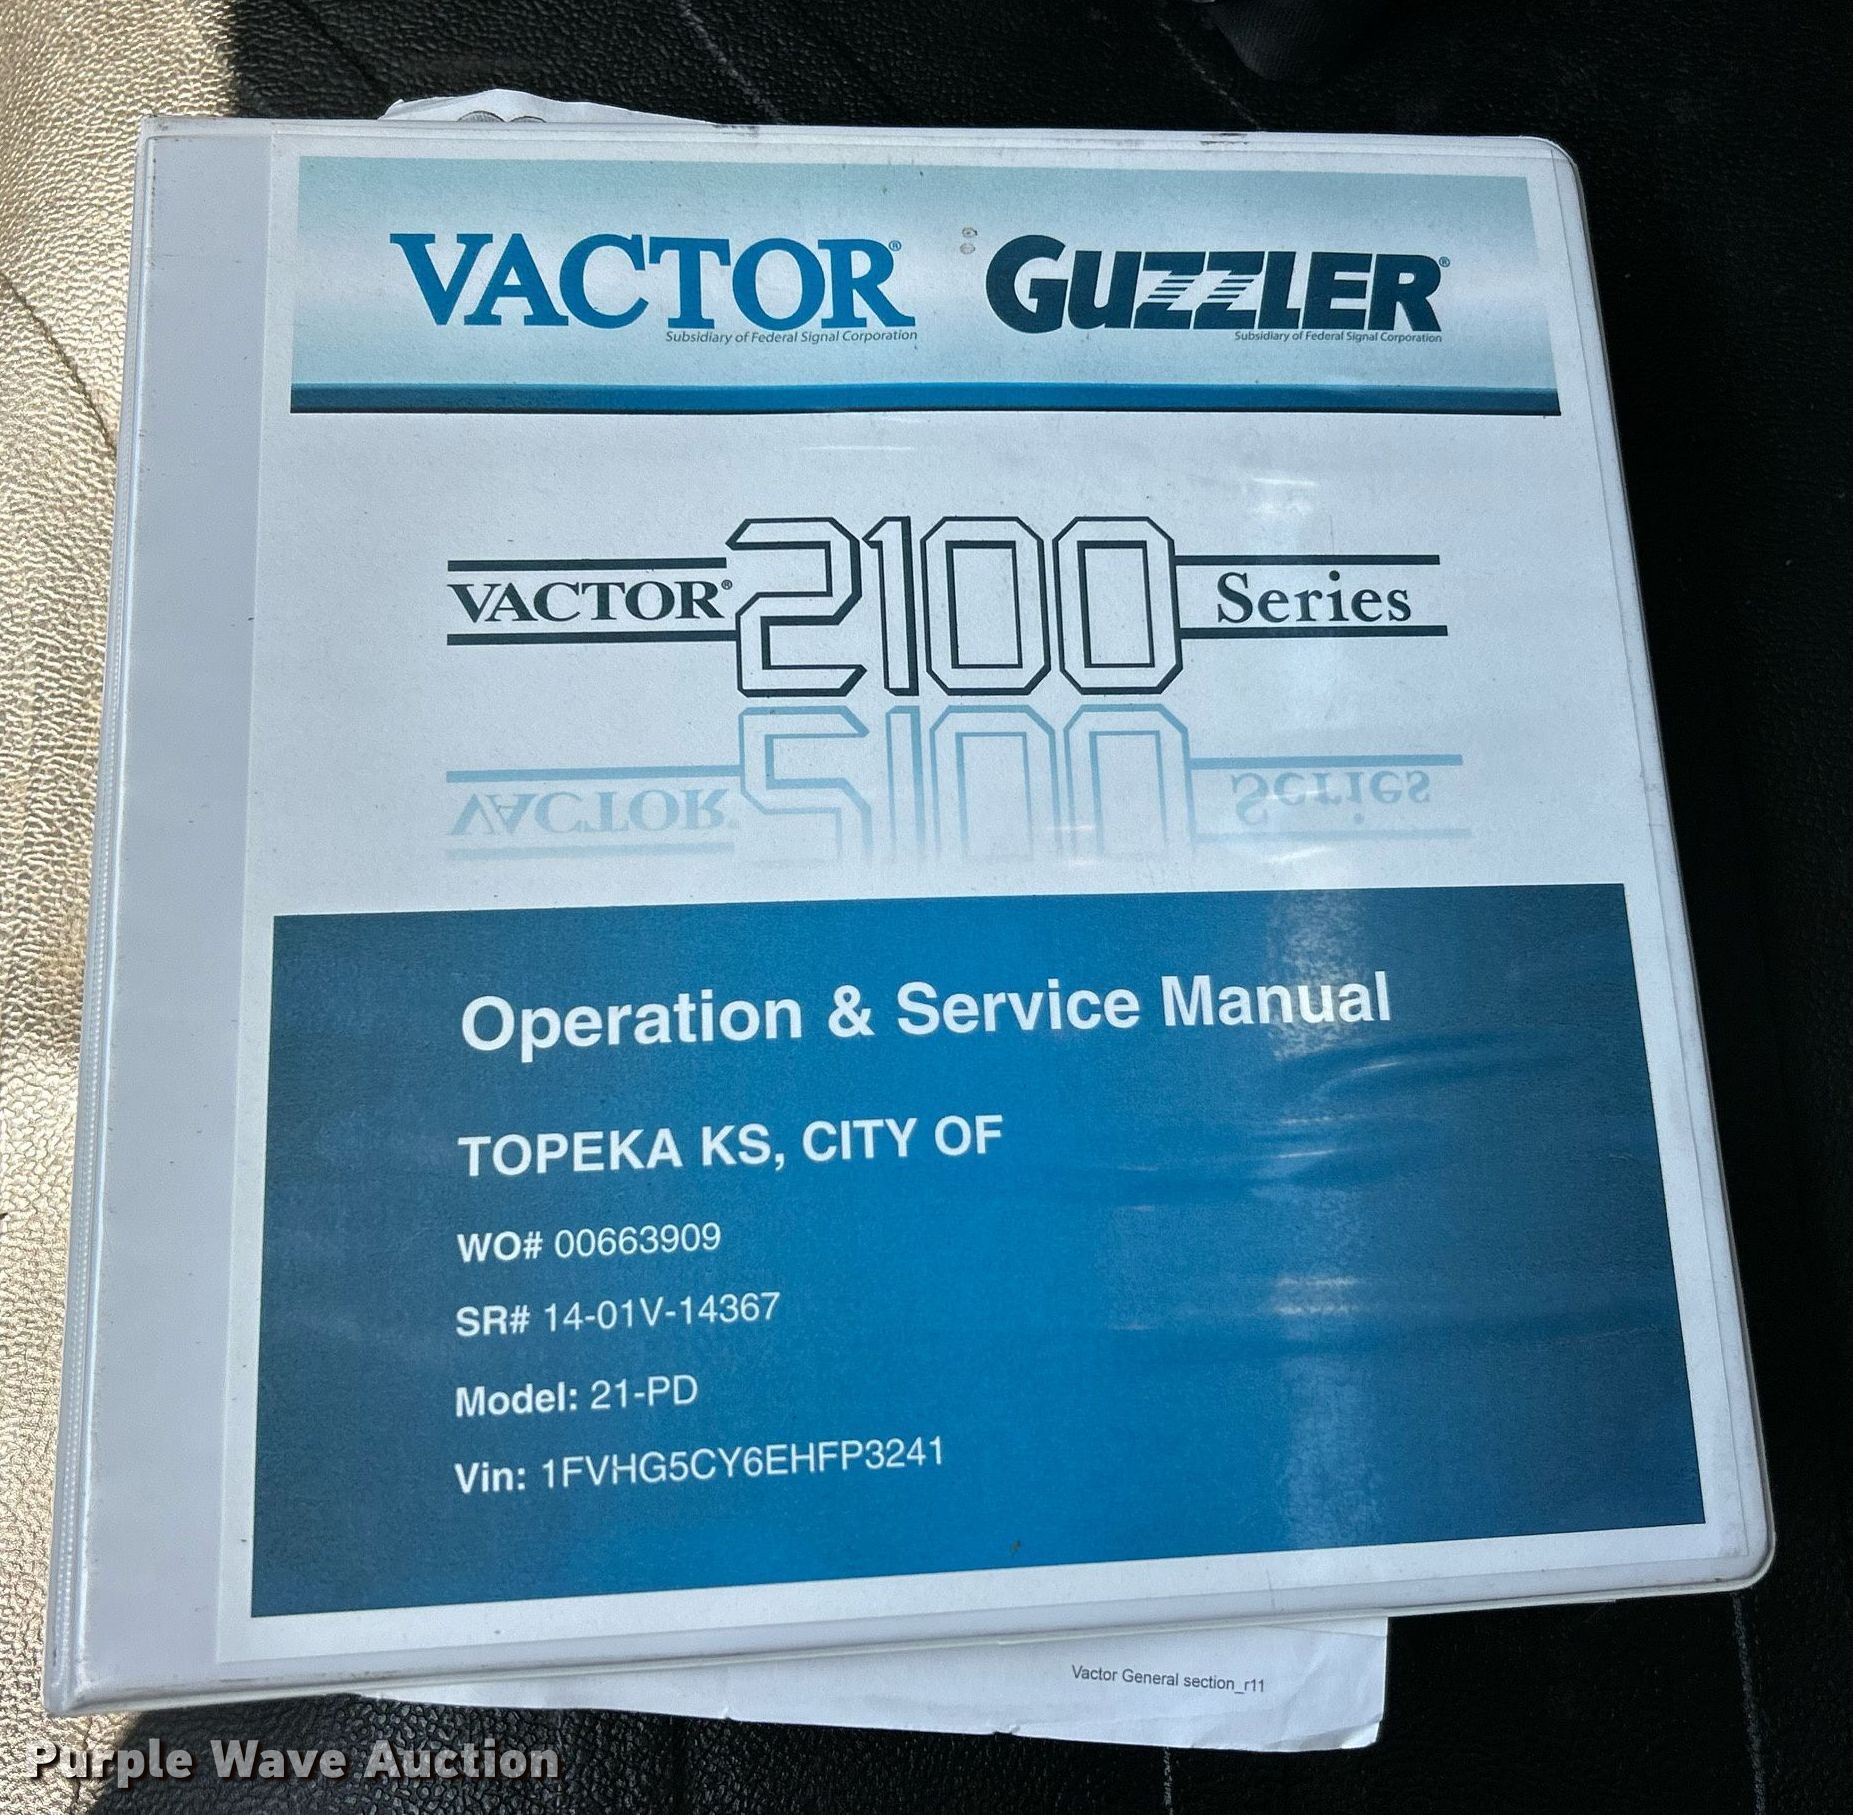 VACTOR® GUZZLER®
Subsidiary of Federal Signal Corporation Subsidiary of Federal Signal Corporation
VACTOR® 2100 Series
VACTOR 2100 Series
Operation & Service Manual
TOPEKA KS, CITY OF
WO# 00663909
SR# 14-01V-14367
Model: 21-PD
Vin: 1FVHG5CY6EHFP3241
Vactor General section_r11
Purple Wave Auction